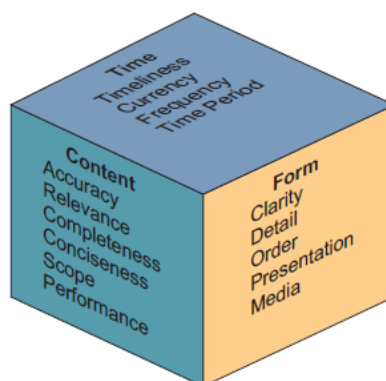 Time
Timeliness
Currency
Frequency
Time Period
Content
Accuracy
Relevance
Completeness
Conciseness
Scope
Performance
Form
Clarity
Detail
Order
Presentation
Media